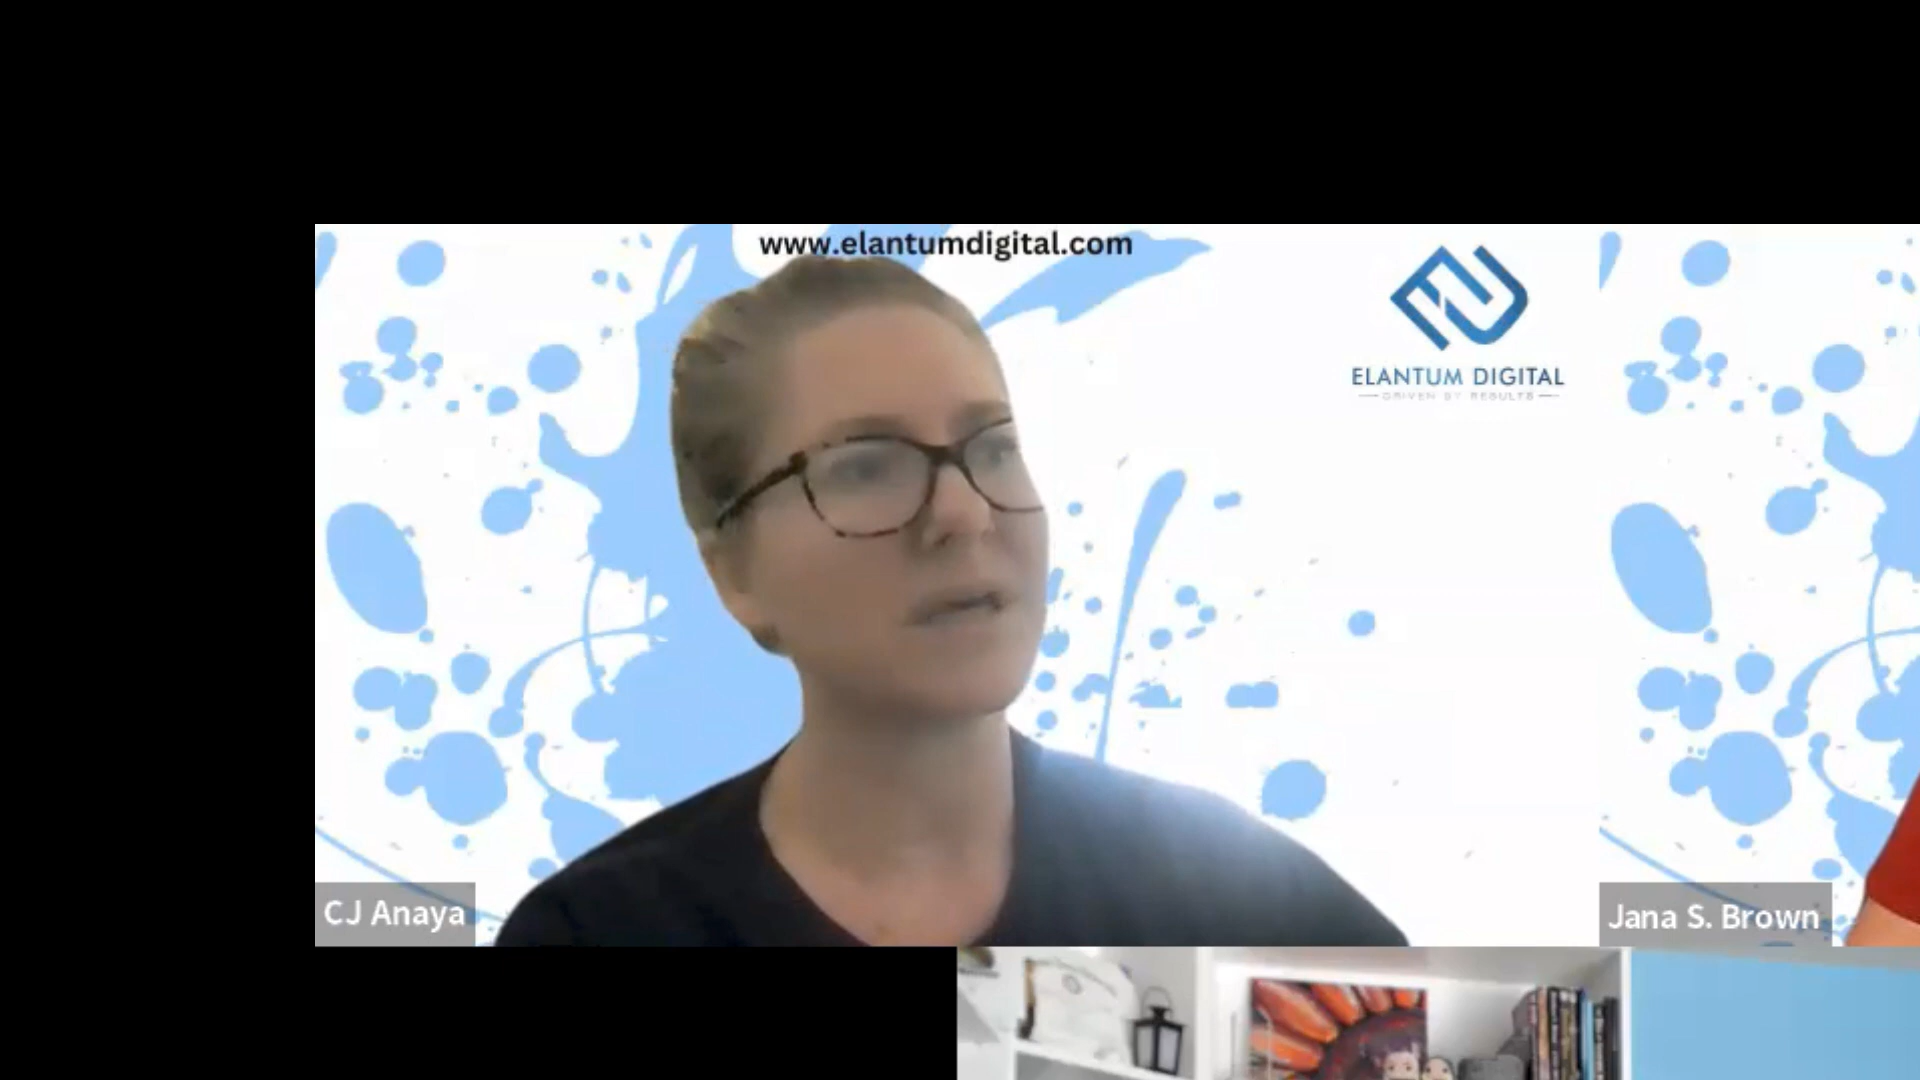 www.elantumdigital.com
ELANTUM DIGITAL
DRIVEN BY RESULTS
CJ Anaya
Jana S. Brown